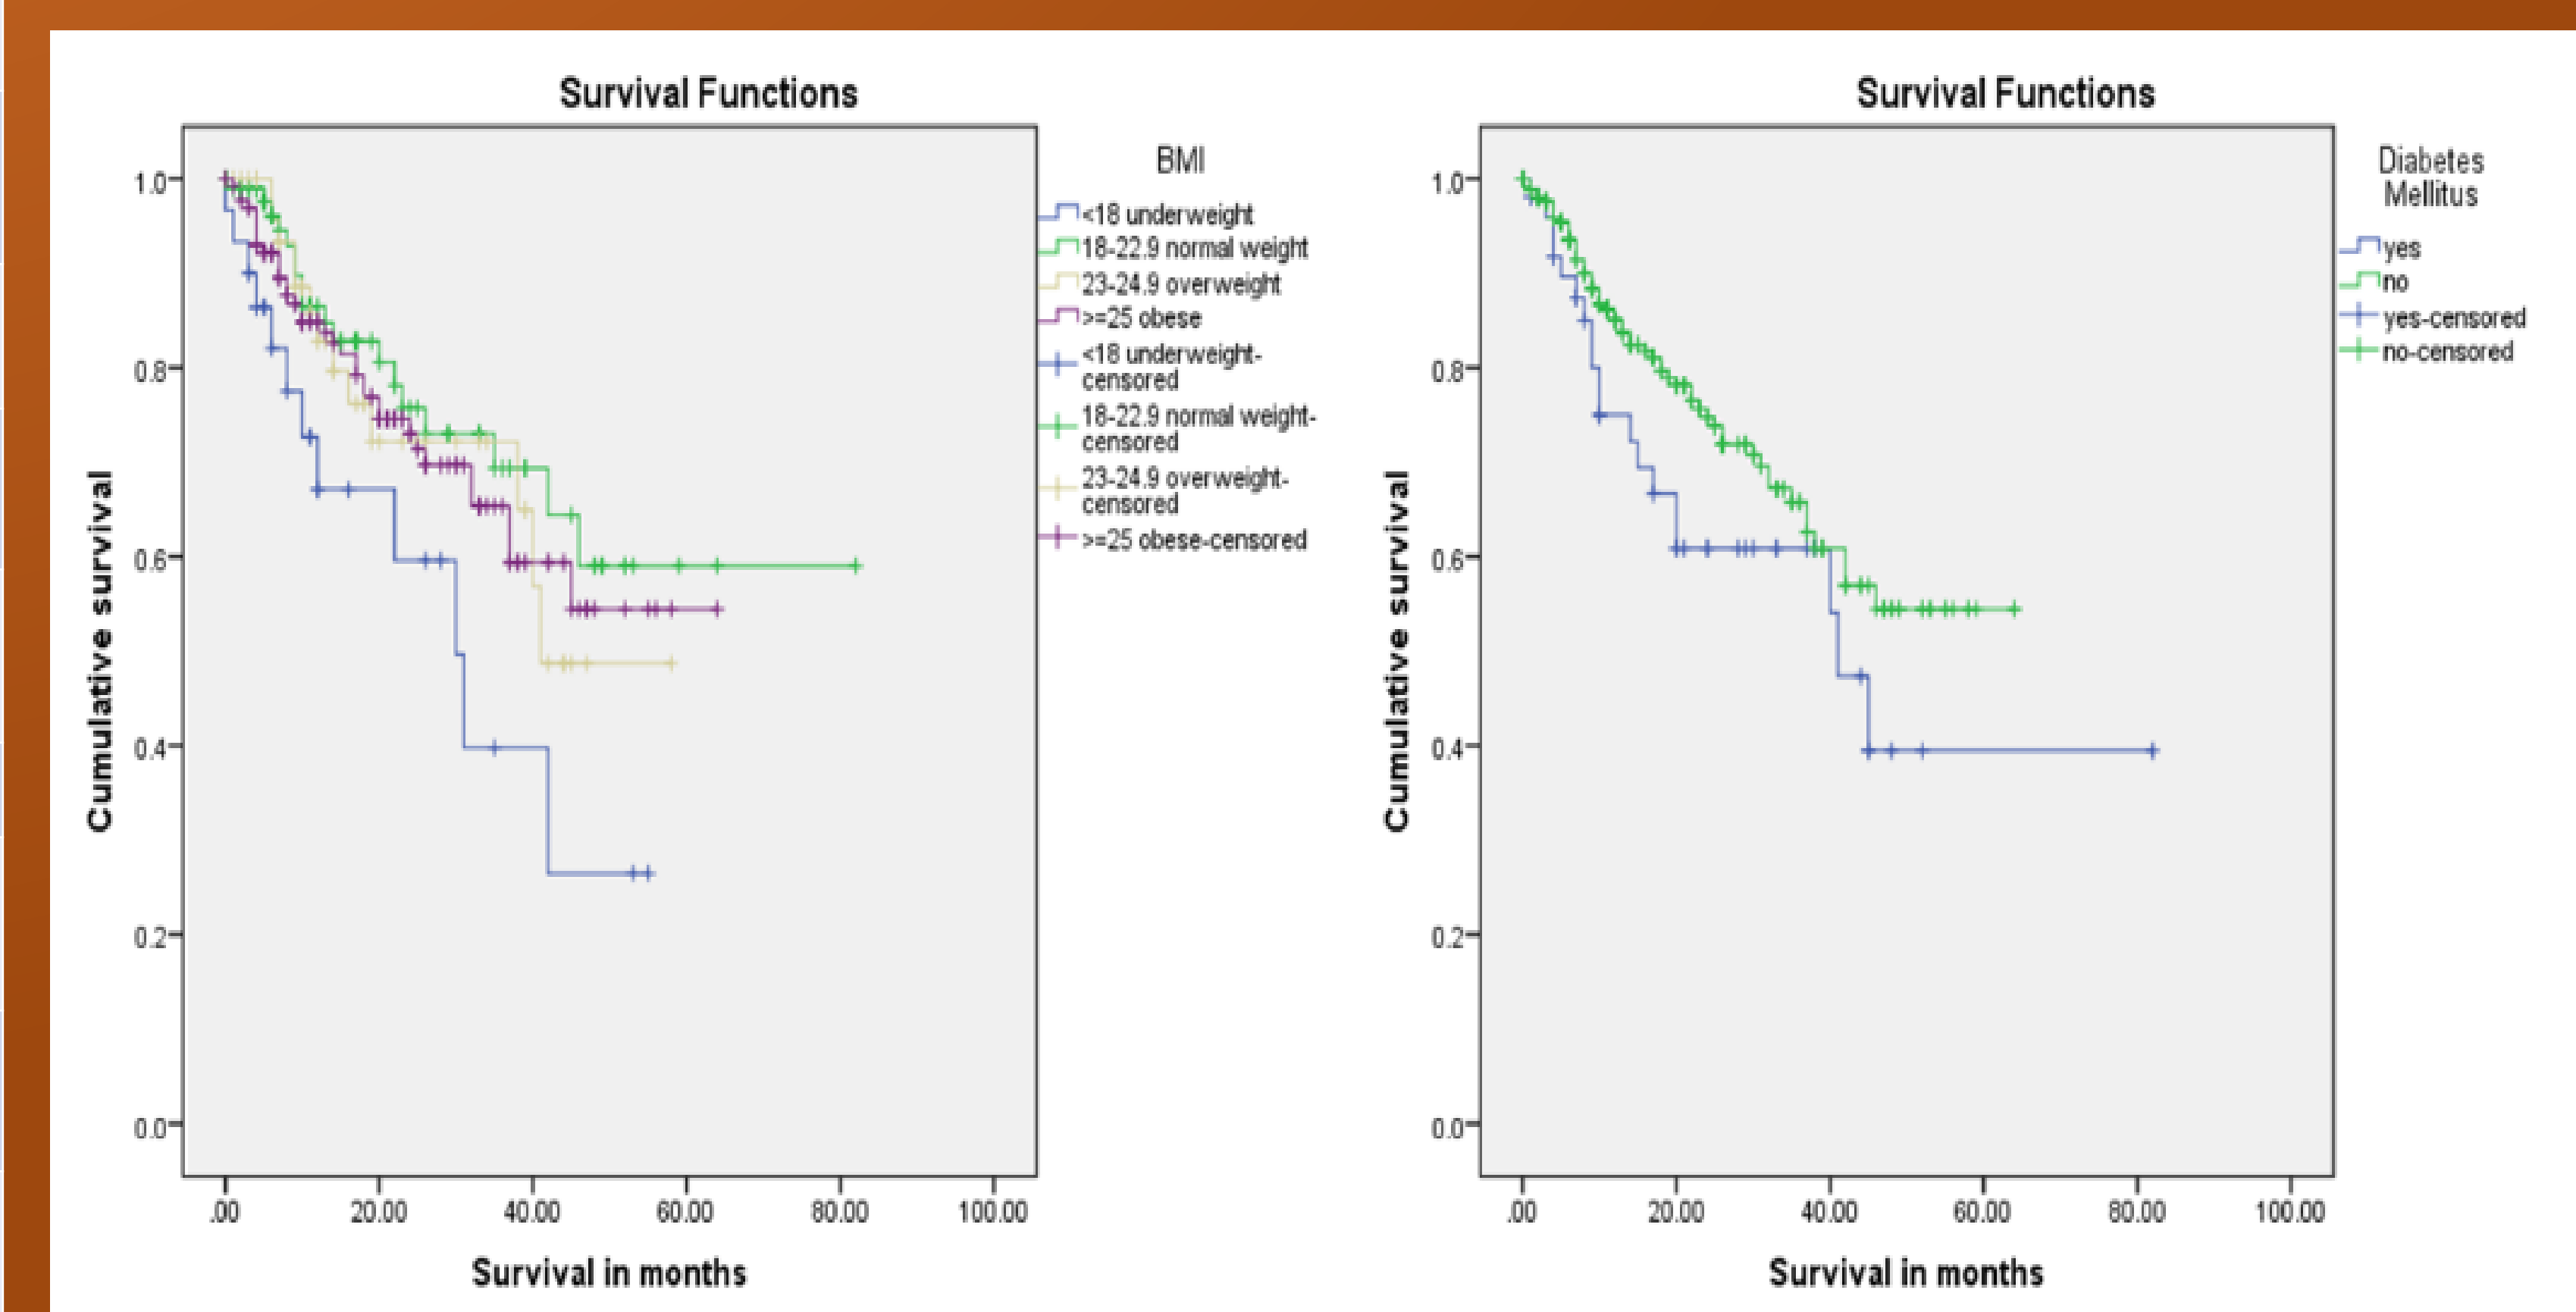 Survival Functions
Cumulative survival
1.0
0.8
0.6
0.4
0.2
0.0
.00 20.00 40.00 60.00 80.00 100.00
Survival in months
BMI
<18 underweight
18-22.9 normal weight
23-24.9 overweight
>=25 obese
<18 underweight-
censored
18-22.9 normal weight-
censored
23-24.9 overweight-
censored
>=25 obese-censored
Survival Functions
Cumulative survival
1.0
0.8
0.6
0.4
0.2
0.0
.00 20.00 40.00 60.00 80.00 100.00
Survival in months
Diabetes
Mellitus
yes
no
yes-censored
no-censored